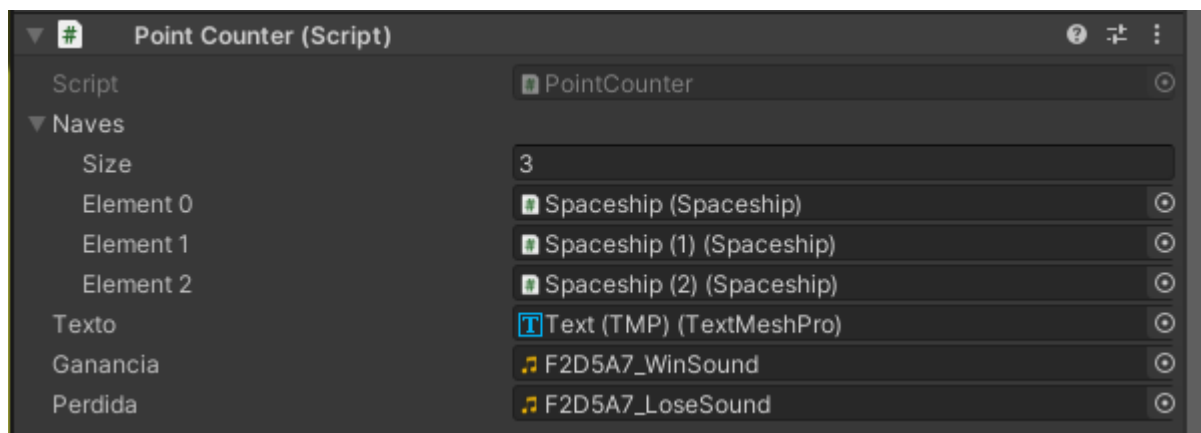 Point Counter (Script)
Script PointCounter
Naves
Size 3
Element 0 Spaceship (Spaceship)
Element 1 Spaceship (1) (Spaceship)
Element 2 Spaceship (2) (Spaceship)
Texto Text (TMP) (TextMeshPro)
Ganancia F2D5A7_WinSound
Perdida F2D5A7_LoseSound